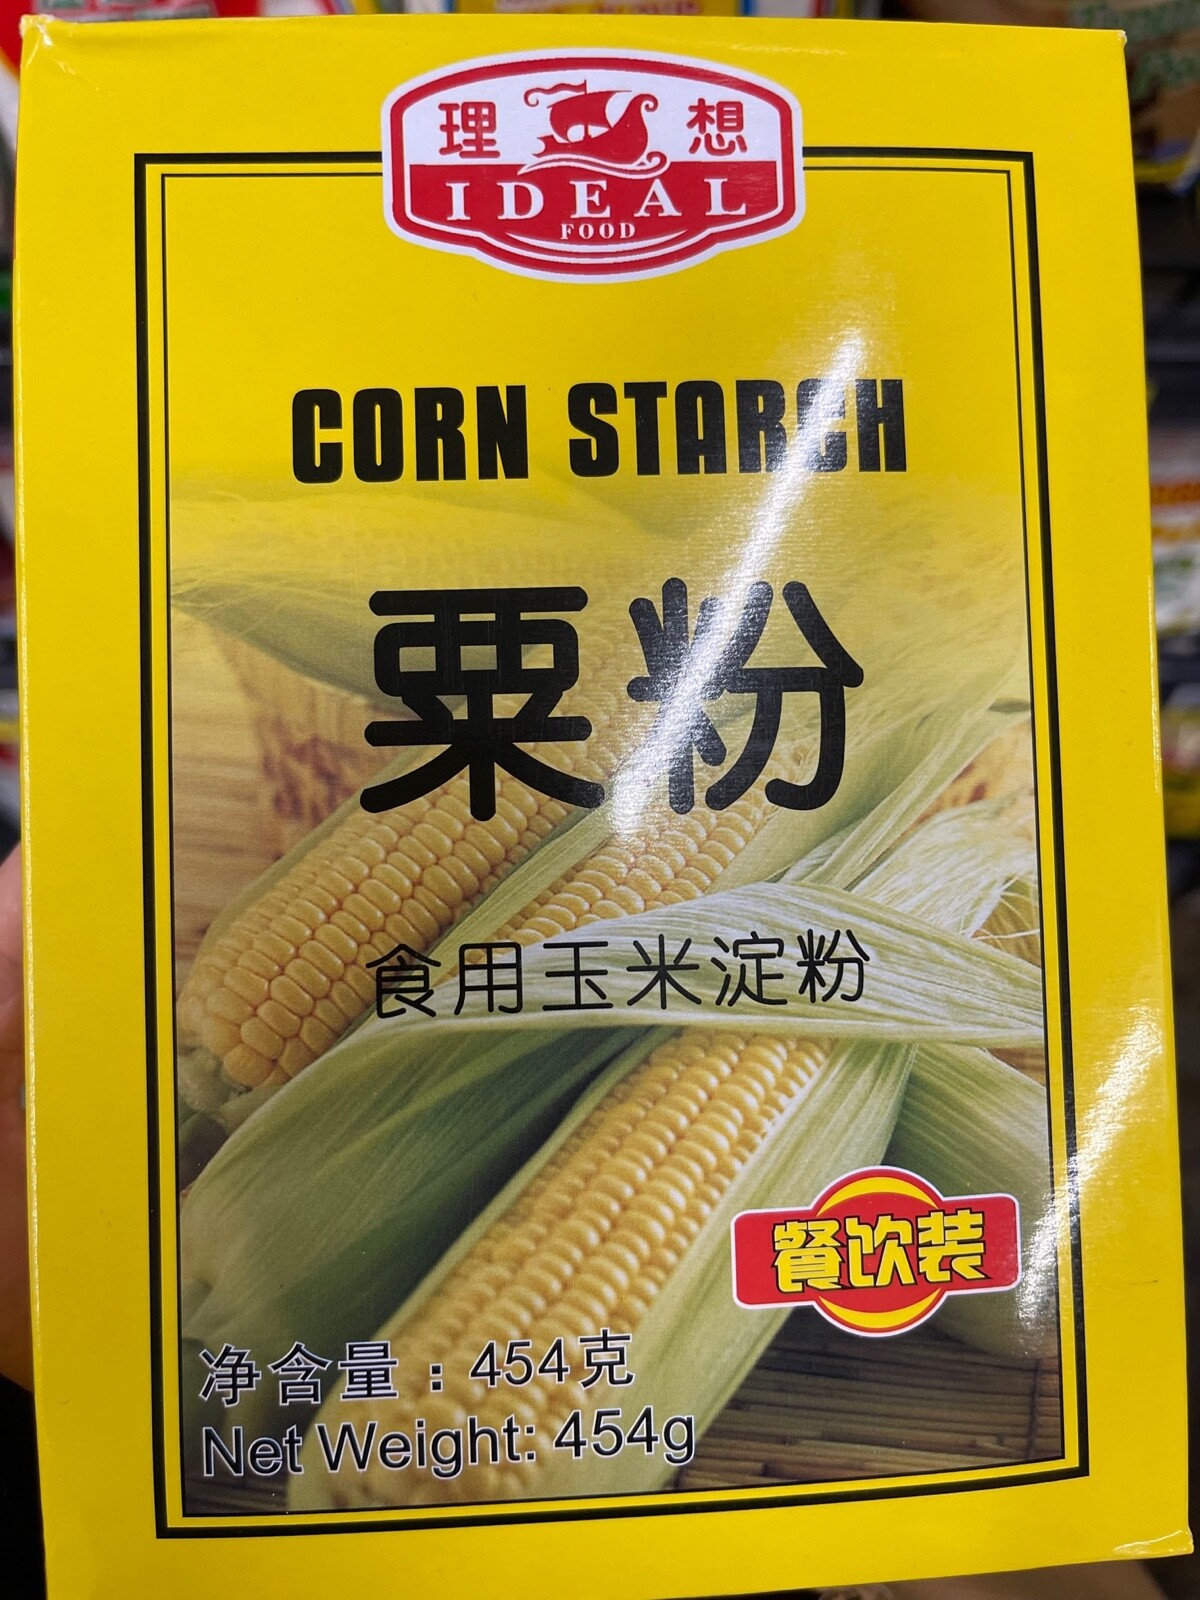 理想
IDEAL
FOOD
CORN STARCH
粟粉
食用玉米淀粉
餐饮装
净含量：454克
Net Weight: 454g